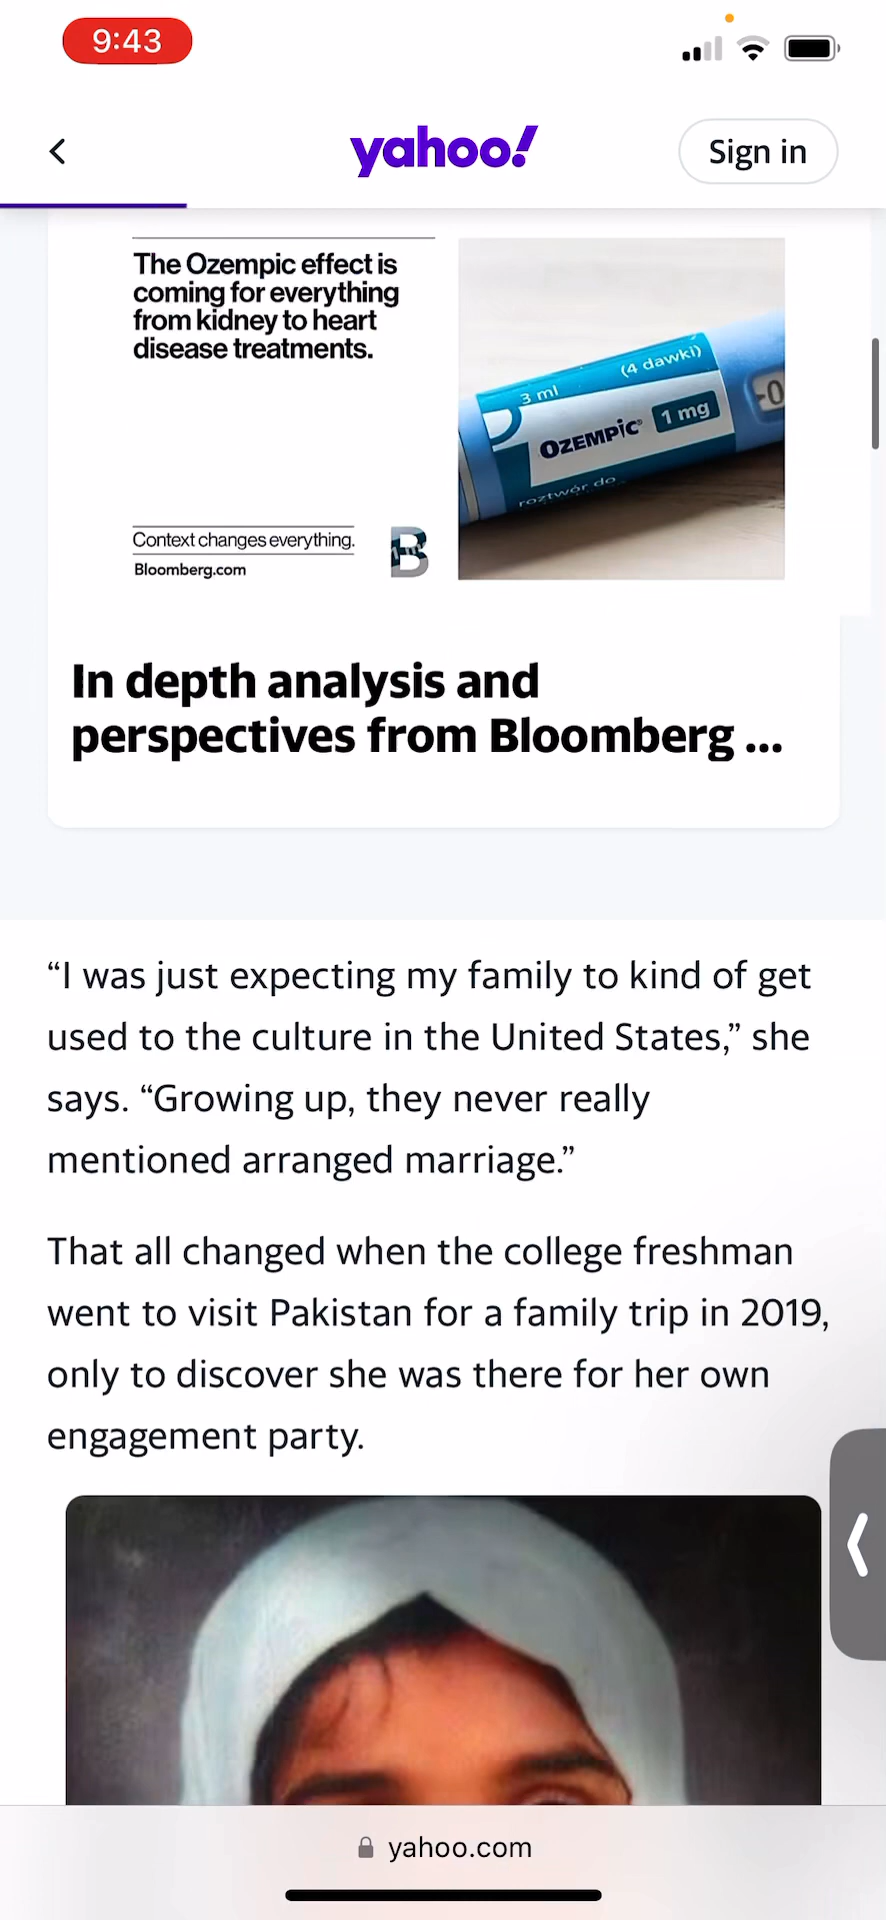 9:43
yahoo!
Sign in
The Ozempic effect is
coming for everything
from kidney to heart
disease treatments.
3 ml
(4 dawki)
OZEMPIC® 1 mg
roztwór do
Context changes everything.
Bloomberg.com
B
In depth analysis and
perspectives from Bloomberg ...
“I was just expecting my family to kind of get
used to the culture in the United States,” she
says. “Growing up, they never really
mentioned arranged marriage.”
That all changed when the college freshman
went to visit Pakistan for a family trip in 2019,
only to discover she was there for her own
engagement party.
yahoo.com